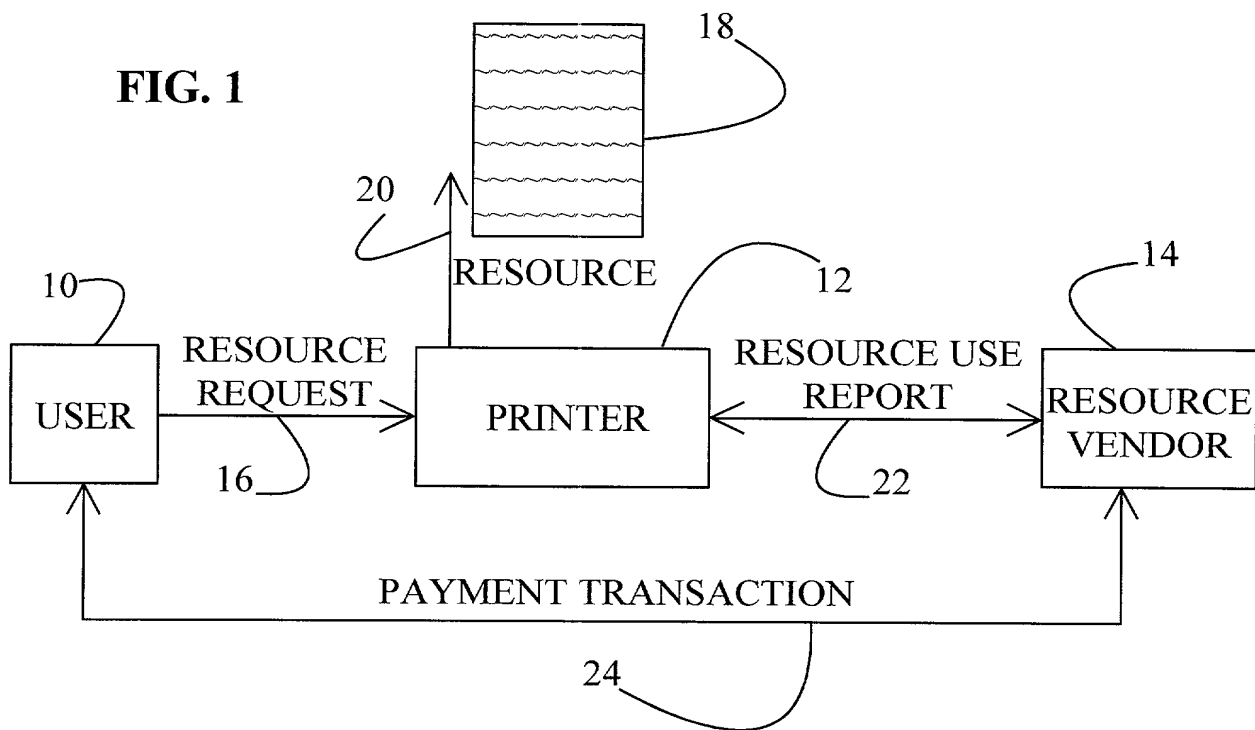 FIG. 1
18
20
RESOURCE
10
12
14
RESOURCE
REQUEST
RESOURCE USE
REPORT
USER
PRINTER
RESOURCE
VENDOR
16
22
PAYMENT TRANSACTION
24